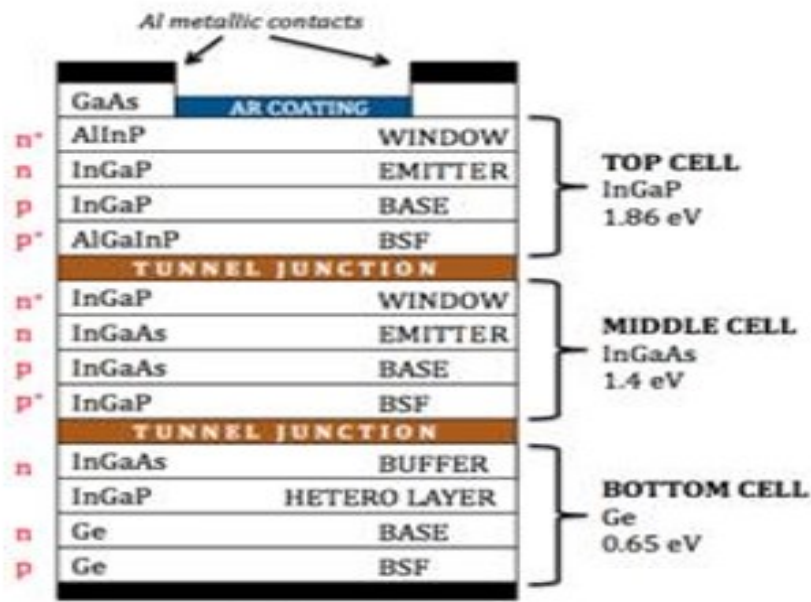 Al metallic contacts
GaAs AR COATING
n+ AlInP WINDOW
n InGaP EMITTER
p InGaP BASE
p+ AlGaInP BSF
TOP CELL
InGaP
1.86 eV
TUNNEL JUNCTION
n+ InGaP WINDOW
n InGaAs EMITTER
p InGaAs BASE
p+ InGaP BSF
MIDDLE CELL
InGaAs
1.4 eV
TUNNEL JUNCTION
n InGaAs BUFFER
InGaP HETERO LAYER
n Ge BASE
p Ge BSF
BOTTOM CELL
Ge
0.65 eV